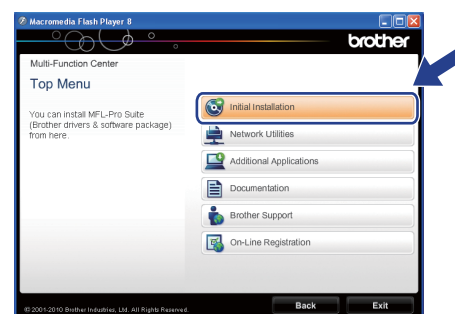 Macromedia Flash Player 8
brother
Multi-Function Center
Top Menu
You can install MFL-Pro Suite
(Brother drivers & software package)
from here.
Initial Installation
Network Utilities
Additional Applications
Documentation
Brother Support
On-Line Registration
© 2001-2010 Brother Industries, Ltd. All Rights Reserved.
Back
Exit